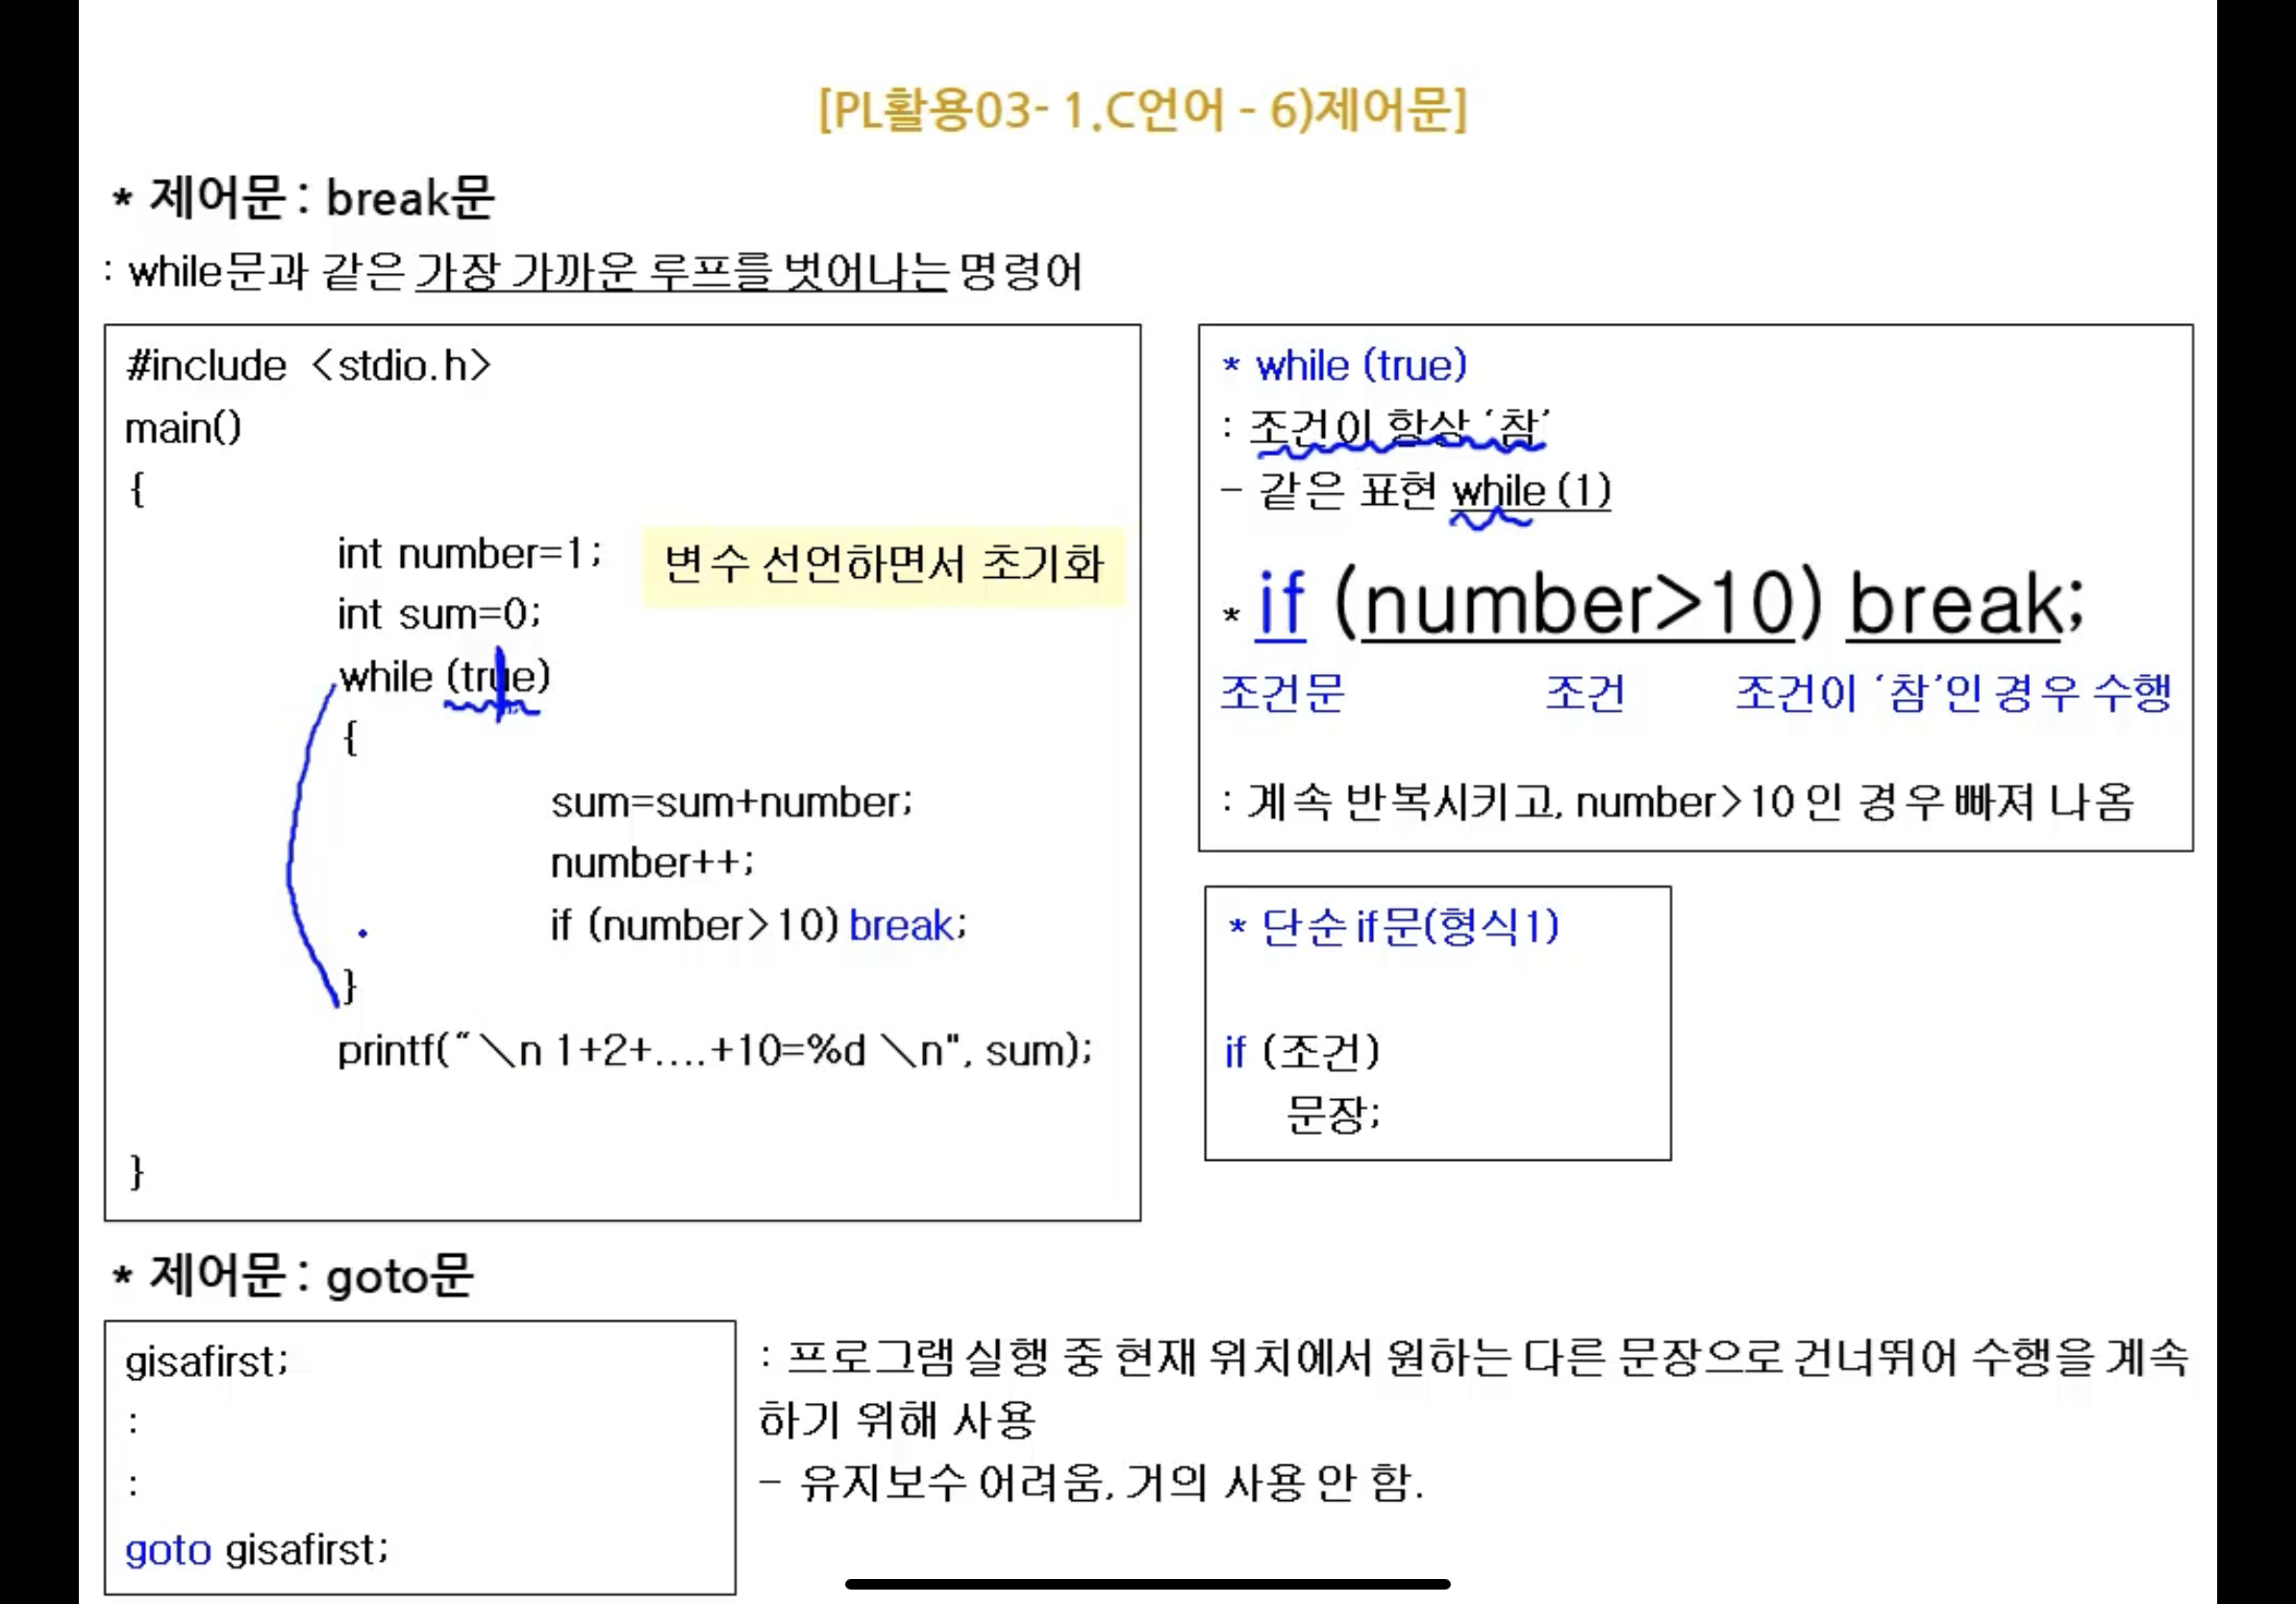 [PL활용03- 1.C언어 - 6)제어문]
* 제어문 : break문
: while문과 같은 가장 가까운 루프를 벗어나는 명령어
#include <stdio.h>
main()
{
int number=1;
변수 선언하면서 초기화
int sum=0;
while (true)
{
sum=sum+number;
number++;
if (number>10) break;
}
printf("\n 1+2+....+10=%d \n", sum);
}
* while (true)
: 조건이 항상 '참'
- 같은 표현 while (1)
* if (number>10) break;
조건문 조건 조건이 '참'인 경우 수행
: 계속 반복시키고, number>10 인 경우 빠져 나옴
* 단순 if문(형식1)
if (조건)
문장;
* 제어문 : goto문
gisafirst;
:
:
goto gisafirst;
: 프로그램 실행 중 현재 위치에서 원하는 다른 문장으로 건너뛰어 수행을 계속
하기 위해 사용
- 유지보수 어려움, 거의 사용 안 함.